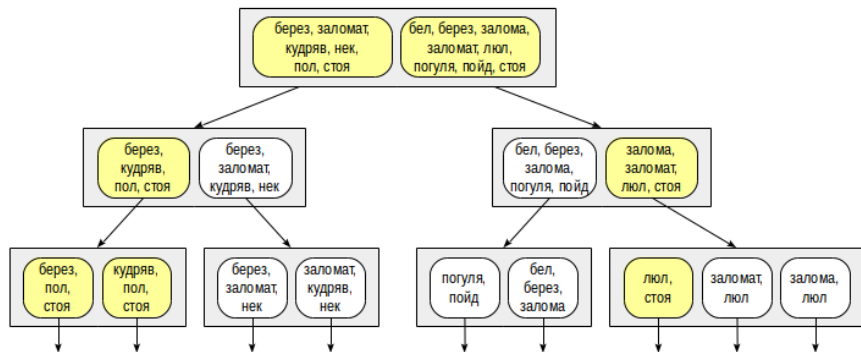 берез, заломат,
кудряв, нек,
пол, стоя
бел, берез, залома,
заломат, люл,
погуля, пойд, стоя
берез,
кудряв,
пол, стоя
берез,
заломат,
кудряв, нек
бел, берез,
залома,
погуля, пойд
залома,
заломат,
люл, стоя
берез,
пол,
стоя
кудряв,
пол,
стоя
берез,
заломат,
нек
заломат,
кудряв,
нек
погуля,
пойд
бел,
берез,
залома
люл,
стоя
заломат,
люл
залома,
люл